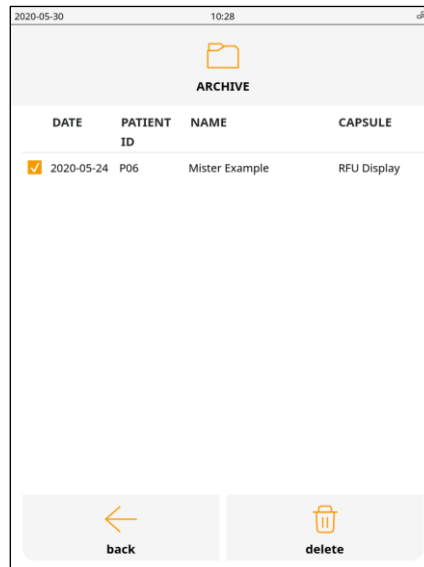 2020-05-30 10:28
ARCHIVE
DATE PATIENT ID NAME CAPSULE
2020-05-24 P06 Mister Example RFU Display
back delete